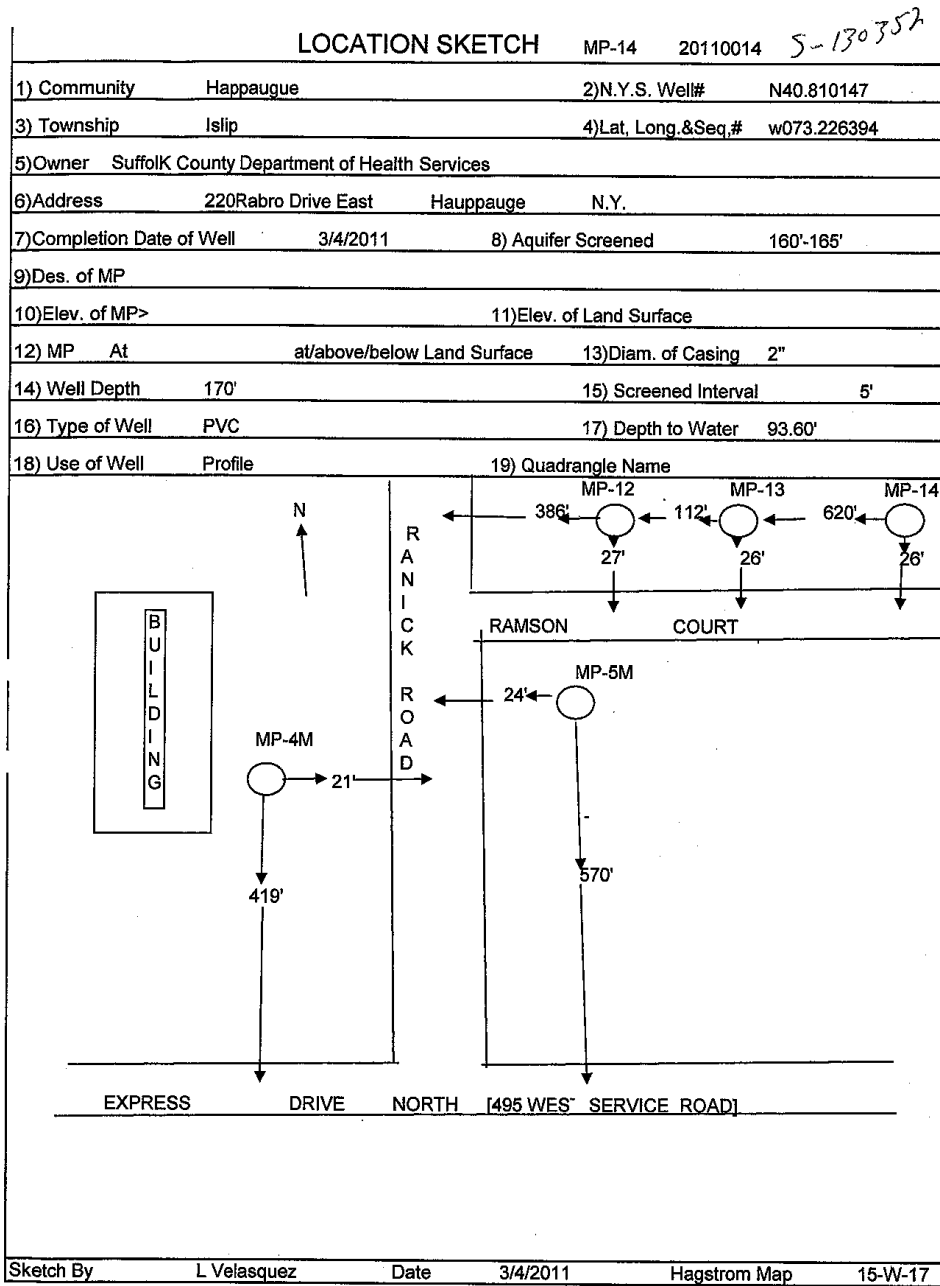 LOCATION SKETCH MP-14 20110014 S-130352
1) Community Happaugue 2)N.Y.S. Well# N40.810147
3) Township Islip 4)Lat, Long.&Seq,# w073.226394
5)Owner SuffolK County Department of Health Services
6)Address 220Rabro Drive East Hauppauge N.Y.
7)Completion Date of Well 3/4/2011 8) Aquifer Screened 160'-165'
9)Des. of MP
10)Elev. of MP> 11)Elev. of Land Surface
12) MP At at/above/below Land Surface 13)Diam. of Casing 2"
14) Well Depth 170' 15) Screened Interval 5'
16) Type of Well PVC 17) Depth to Water 93.60'
18) Use of Well Profile 19) Quadrangle Name
MP-12 MP-13 MP-14
N
386' 112' 620'
27' 26' 26'
RANICK ROAD
BUILDING
RAMSON COURT
MP-5M
24'
MP-4M
21'
570'
419'
EXPRESS DRIVE NORTH [495 WEST SERVICE ROAD]
Sketch By L Velasquez Date 3/4/2011 Hagstrom Map 15-W-17